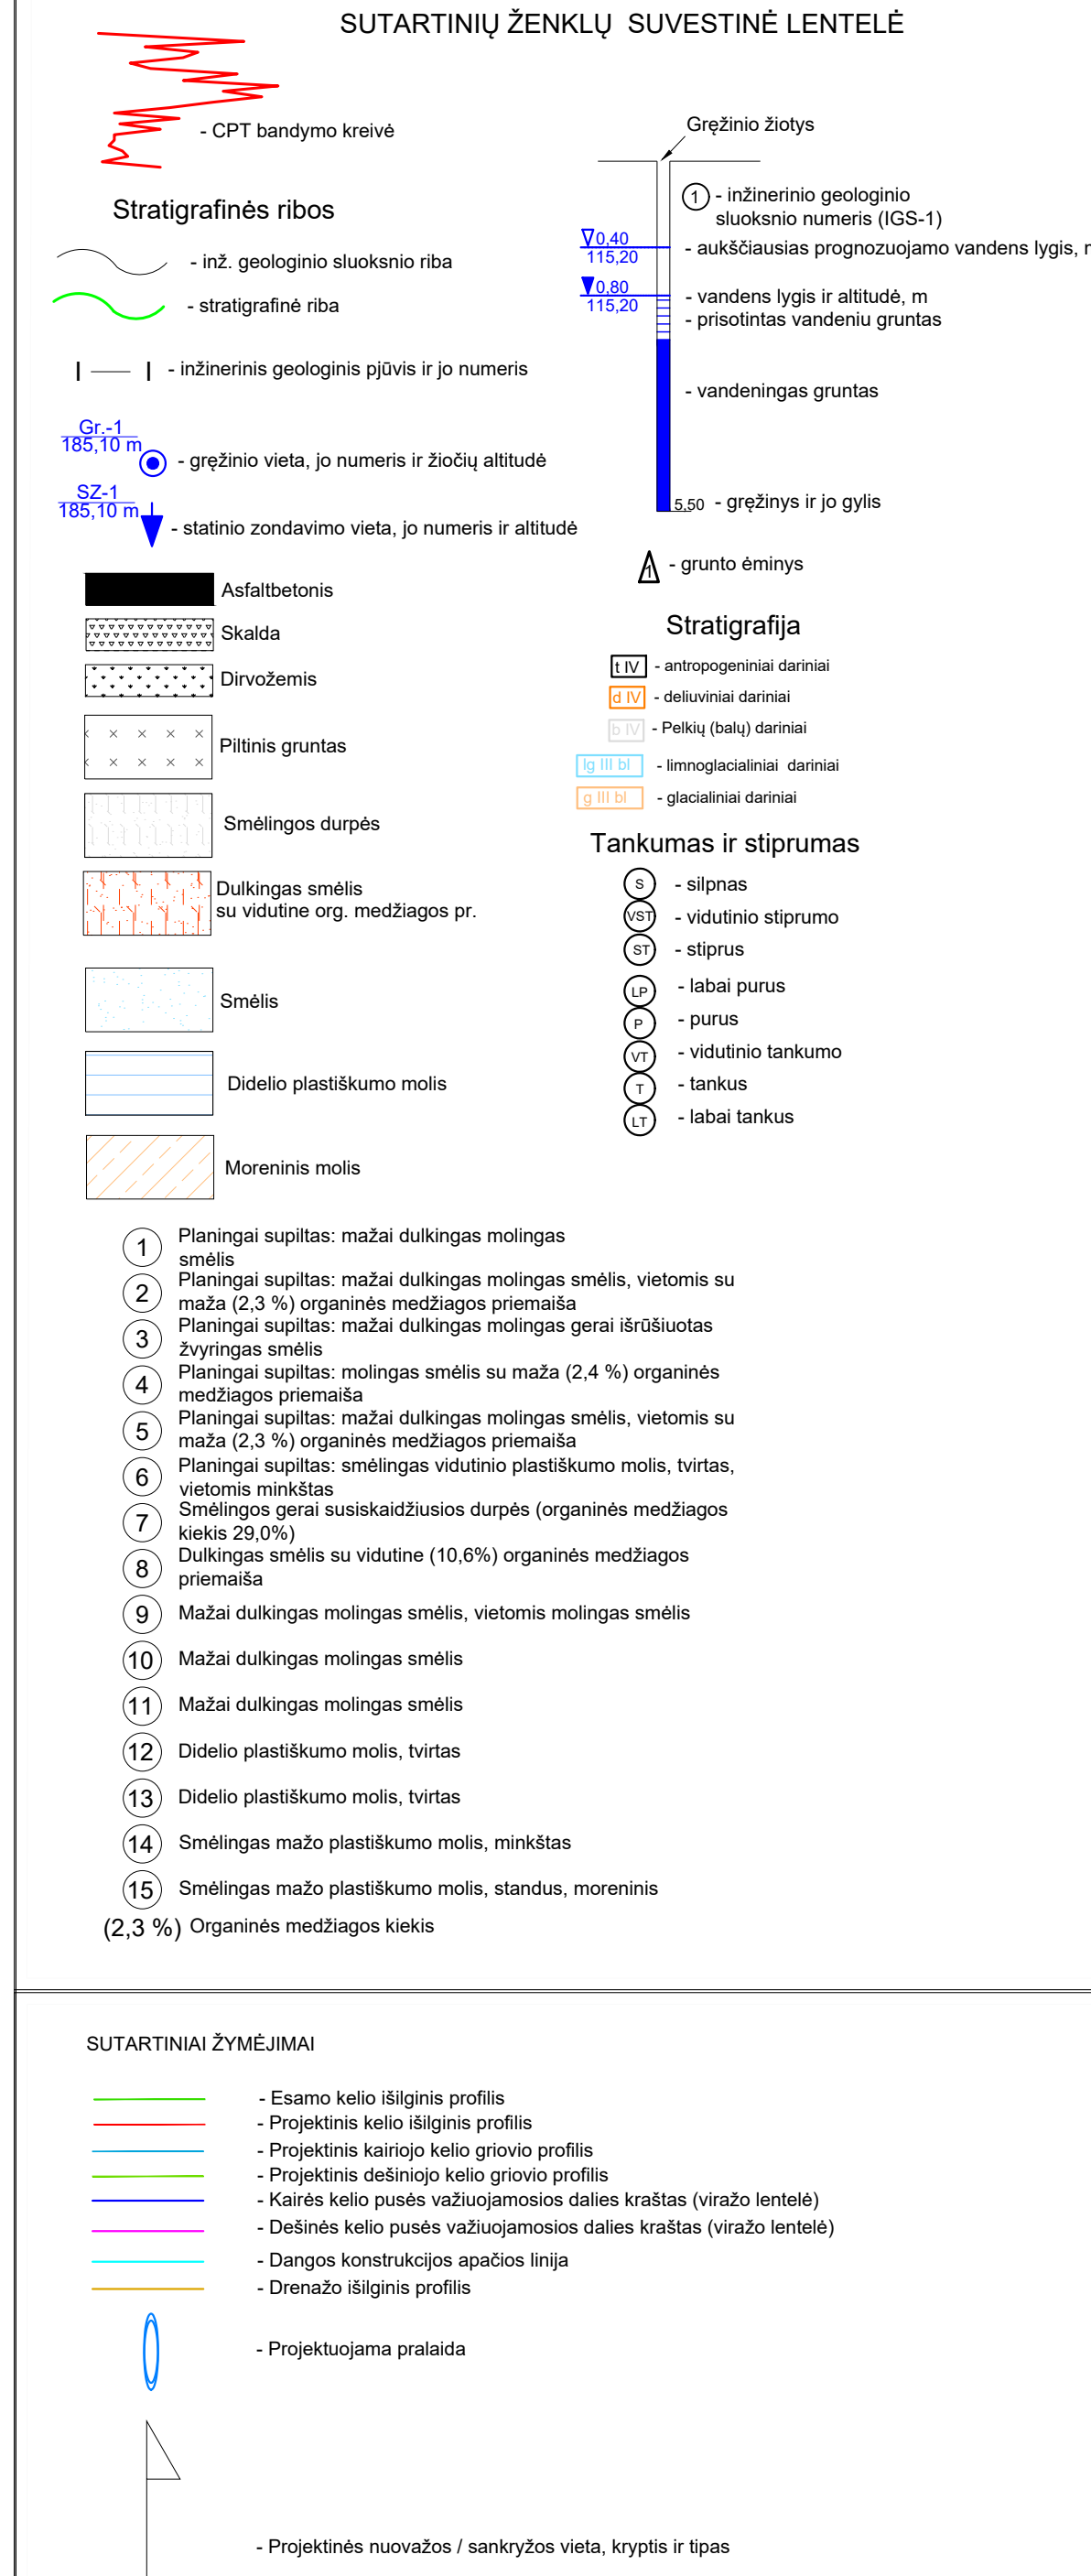 SUTARTINIŲ ŽENKLŲ SUVESTINĖ LENTELĖ
- CPT bandymo kreivė
Stratigrafinės ribos
- inž. geologinio sluoksnio riba
- stratigrafinė riba
- inžinerinis geologinis pjūvis ir jo numeris
Gr.-1
185,10 m
- gręžinio vieta, jo numeris ir žiočių altitudė
SZ-1
185,10 m
- statinio zondavimo vieta, jo numeris ir altitudė
Asfaltbetonis
Skalda
Dirvožemis
Piltinis gruntas
Smėlingos durpės
Dulkingas smėlis
su vidutine org. medžiagos pr.
Smėlis
Didelio plastiškumo molis
Moreninis molis
Gręžinio žiotys
1 - inžinerinio geologinio
sluoksnio numeris (IGS-1)
0,40
115,20
- aukščiausias prognozuojamo vandens lygis, m
0,80
115,20
- vandens lygis ir altitudė, m
- prisotintas vandeniu gruntas
- vandeningas gruntas
5,50 - gręžinys ir jo gylis
1 - grunto ėminys
Stratigrafija
t IV - antropogeniniai dariniai
d IV - deliuviniai dariniai
b IV - Pelkių (balų) dariniai
lg III bl - limnoglacialiniai dariniai
g III bl - glacialiniai dariniai
Tankumas ir stiprumas
S - silpnas
VST - vidutinio stiprumo
ST - stiprus
LP - labai purus
P - purus
VT - vidutinio tankumo
T - tankus
LT - labai tankus
1 Planingai supiltas: mažai dulkingas molingas
smėlis
2 Planingai supiltas: mažai dulkingas molingas smėlis, vietomis su
maža (2,3 %) organinės medžiagos priemaiša
3 Planingai supiltas: mažai dulkingas molingas gerai išrūšiuotas
žvyringas smėlis
4 Planingai supiltas: molingas smėlis su maža (2,4 %) organinės
medžiagos priemaiša
5 Planingai supiltas: mažai dulkingas molingas smėlis, vietomis su
maža (2,3 %) organinės medžiagos priemaiša
6 Planingai supiltas: smėlingas vidutinio plastiškumo molis, tvirtas,
vietomis minkštas
7 Smėlingos gerai susiskaidžiusios durpės (organinės medžiagos
kiekis 29,0%)
8 Dulkingas smėlis su vidutine (10,6%) organinės medžiagos
priemaiša
9 Mažai dulkingas molingas smėlis, vietomis molingas smėlis
10 Mažai dulkingas molingas smėlis
11 Mažai dulkingas molingas smėlis
12 Didelio plastiškumo molis, tvirtas
13 Didelio plastiškumo molis, tvirtas
14 Smėlingas mažo plastiškumo molis, minkštas
15 Smėlingas mažo plastiškumo molis, standus, moreninis
(2,3 %) Organinės medžiagos kiekis
SUTARTINIAI ŽYMĖJIMAI
- Esamo kelio išilginis profilis
- Projektinis kelio išilginis profilis
- Projektinis kairiojo kelio griovio profilis
- Projektinis dešiniojo kelio griovio profilis
- Kairės kelio pusės važiuojamosios dalies kraštas (viražo lentelė)
- Dešinės kelio pusės važiuojamosios dalies kraštas (viražo lentelė)
- Dangos konstrukcijos apačios linija
- Drenažo išilginis profilis
- Projektuojama pralaida
- Projektinės nuovažos / sankryžos vieta, kryptis ir tipas